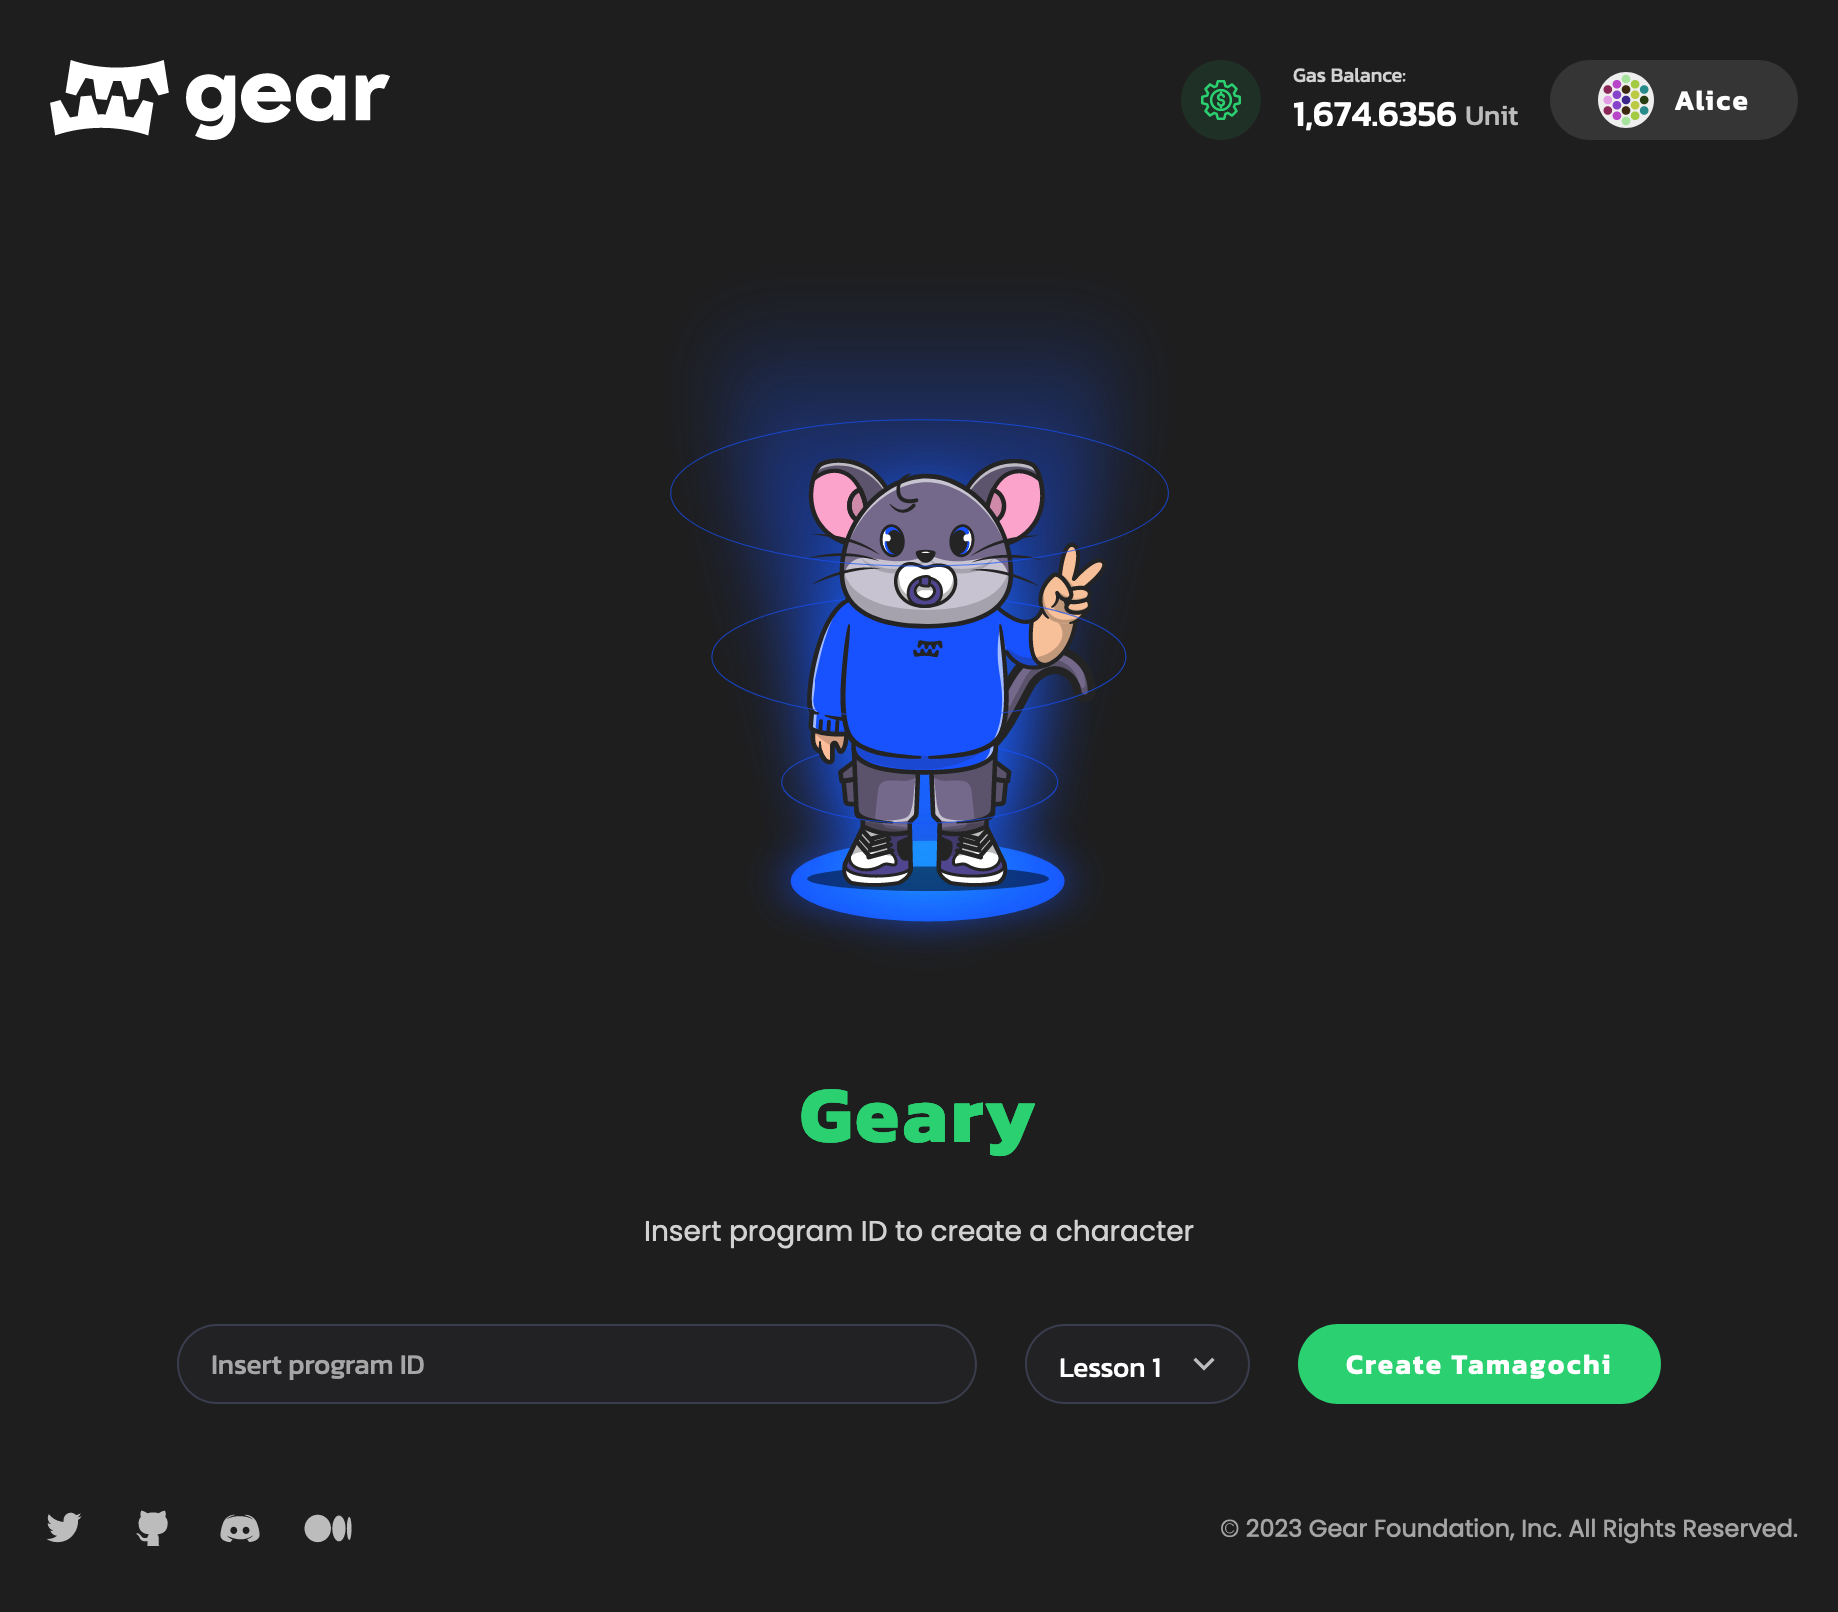 gear
Gas Balance:
1,674.6356 Unit
Alice
Geary
Insert program ID to create a character
Insert program ID
Lesson 1
Create Tamagochi
© 2023 Gear Foundation, Inc. All Rights Reserved.